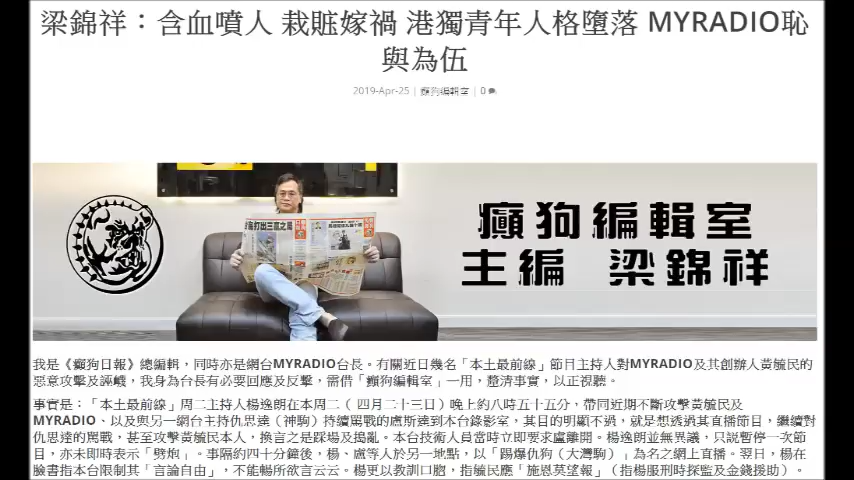 梁錦祥：含血噴人 栽贓嫁禍 港獨青年人格墮落 MYRADIO恥
與為伍
2019-Apr-25 | 癲狗編輯室 | 0
癲狗編輯室
主編 梁錦祥
我是《癲狗日報》總編輯，同時亦是網台MYRADIO台長。有關近日幾名「本土最前線」節目主持人對MYRADIO及其創辦人黃毓民的
惡意攻擊及誣衊，我身為台長有必要回應及反擊，需借「癲狗編輯室」一用，釐清事實，以正視聽。
事實是：「本土最前線」周二主持人楊逸朗在本周二（ 四月二十三日）晚上約八時五十五分，帶同近期不斷攻擊黃毓民及
MYRADIO、以及與另一網台主持仇思達（神駒）持續罵戰的盧斯達到本台錄影室，其目的明顯不過，就是想透過其直播節目，繼續對
仇思達的罵戰，甚至攻擊黃毓民本人，換言之是踩場及搗亂。本台技術人員當時立即要求盧離開。楊逸朗並無異議，只說暫停一次節
目，亦未即時表示「劈炮」。事隔約四十分鐘後，楊、盧等人於另一地點，以「踢爆仇狗（大灣駒）」為名之網上直播。翌日，楊在
臉書指本台限制其「言論自由」，不能暢所欲言云云。楊更以教訓口脗，指毓民應「施恩莫望報」（指楊服刑時探監及金錢援助）。